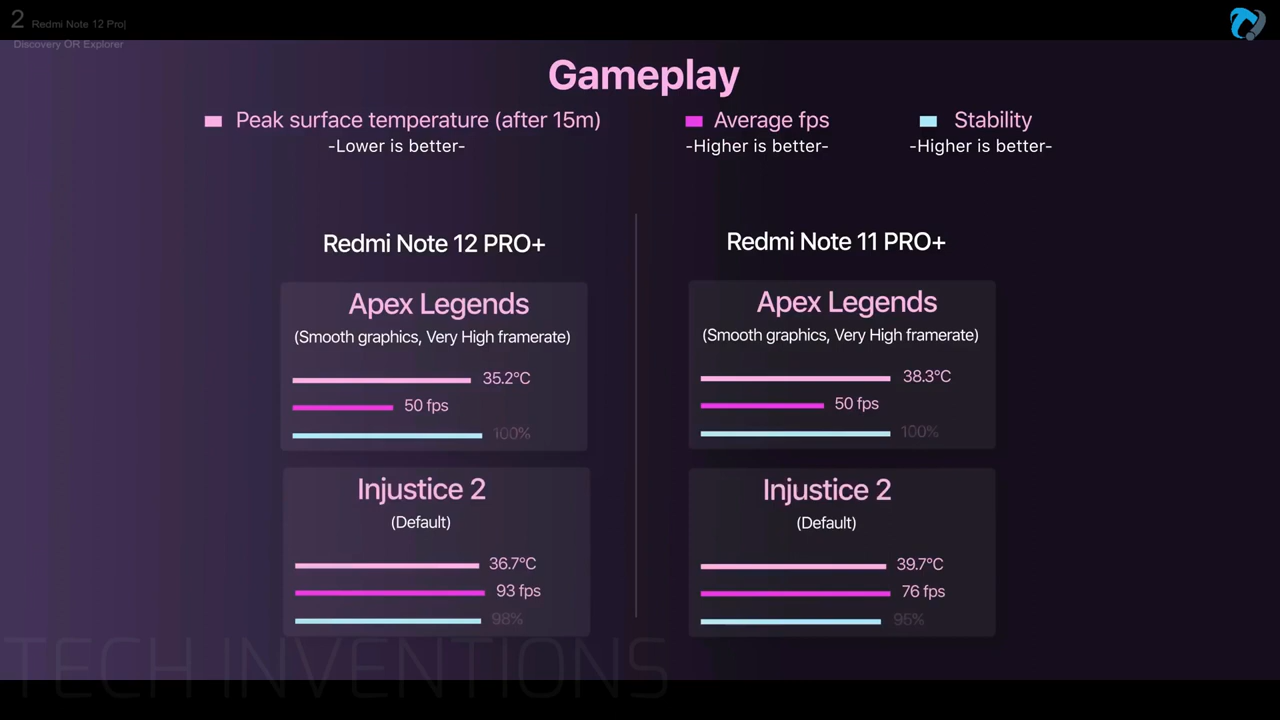 2 Redmi Note 12 Pro|
Discovery OR Explorer
Gameplay
Peak surface temperature (after 15m)
-Lower is better-
Average fps
-Higher is better-
Stability
-Higher is better-
Redmi Note 12 PRO+
Apex Legends
(Smooth graphics, Very High framerate)
35.2°C
50 fps
100%
Injustice 2
(Default)
36.7°C
93 fps
98%
Redmi Note 11 PRO+
Apex Legends
(Smooth graphics, Very High framerate)
38.3°C
50 fps
100%
Injustice 2
(Default)
39.7°C
76 fps
95%
TECH INVENTIONS